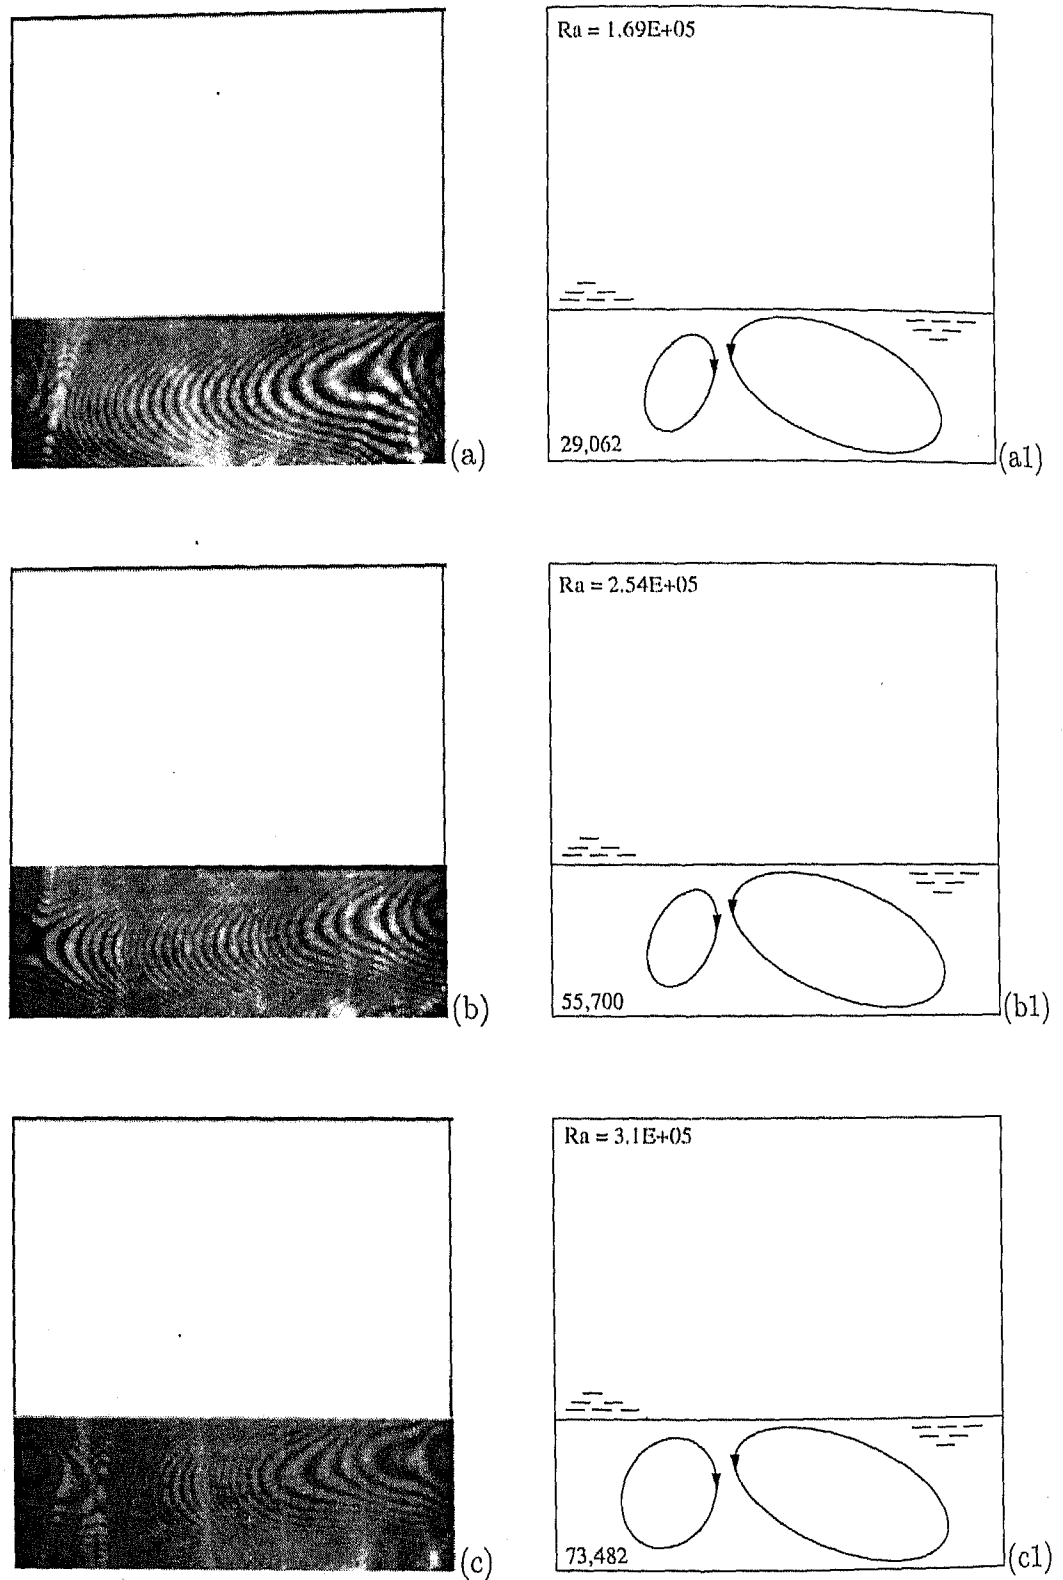 Ra = 1.69E+05
29,062
(a)
(a1)
Ra = 2.54E+05
55,700
(b)
(b1)
Ra = 3.1E+05
73,482
(c)
(c1)